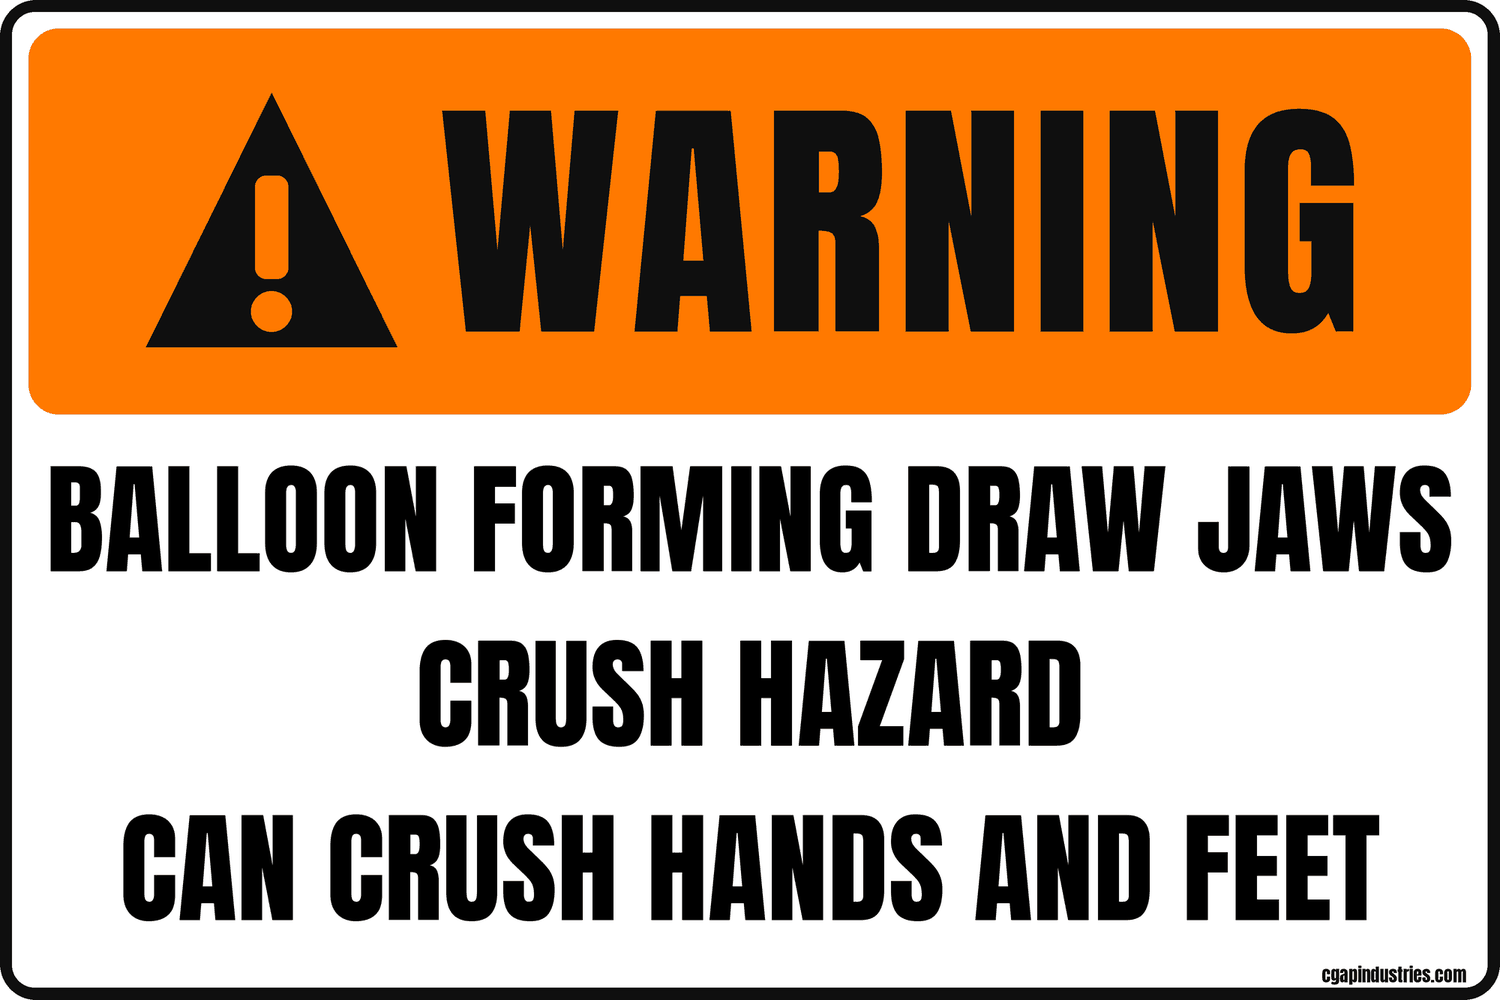 WARNING
BALLOON FORMING DRAW JAWS
CRUSH HAZARD
CAN CRUSH HANDS AND FEET
cgapindustries.com